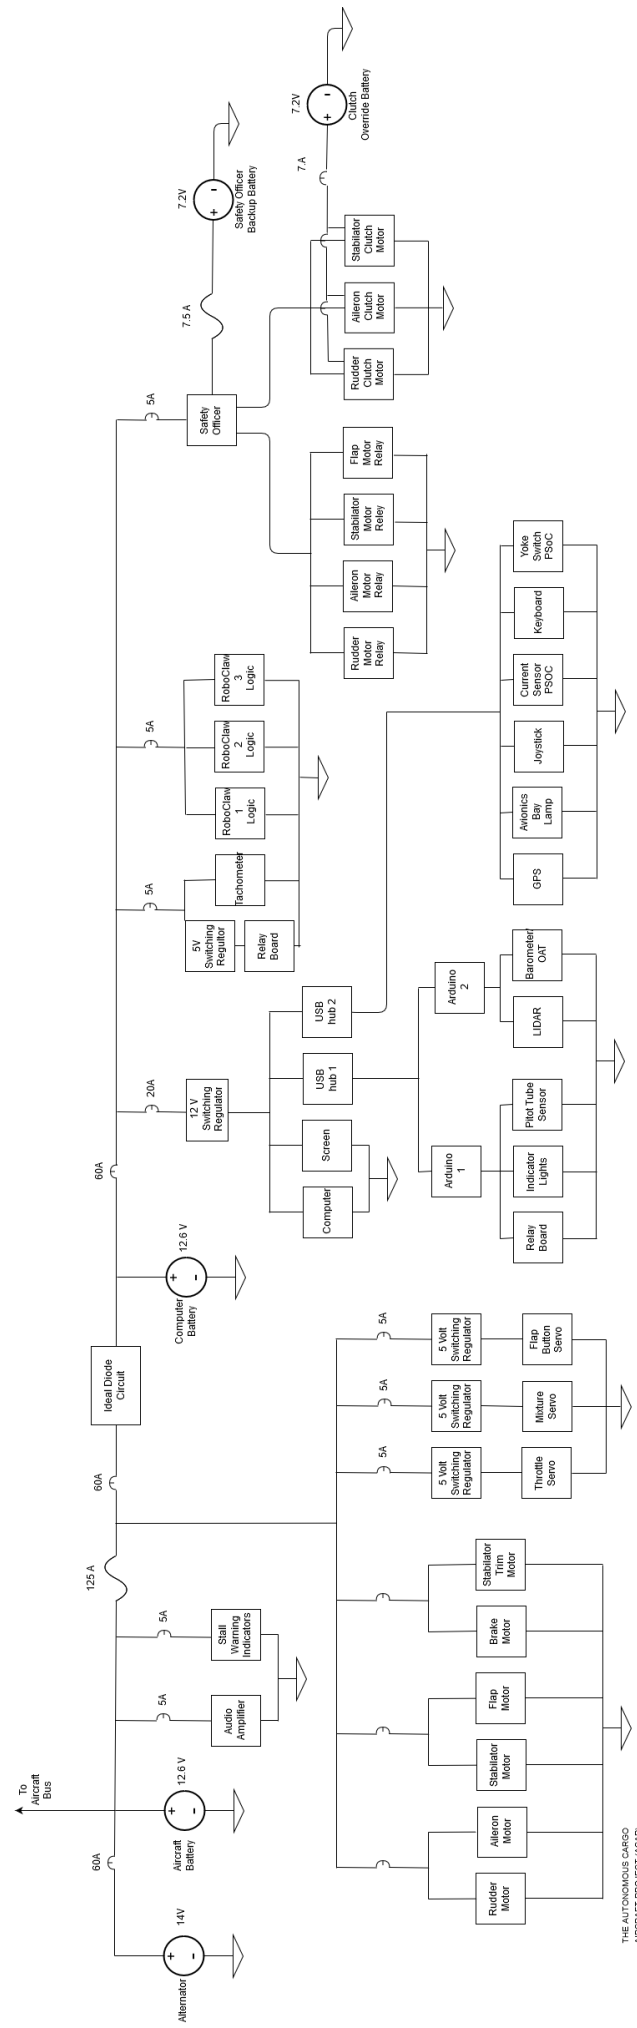 14V
Alternator
60A
To
Aircraft
Bus
12.6 V
Aircraft
Battery
5A
Audio
Amplifier
5A
Stall
Warning
Indicators
125 A
60A
Ideal Diode
Circuit
12.6 V
Computer
Battery
60A
20A
12 V
Switching
Regulator
5A
5V
Switching
Regultor
Relay
Board
Tachometer
5A
RoboClaw
1
Logic
RoboClaw
2
Logic
RoboClaw
3
Logic
5A
Safety
Officer
7.5 A
7.2V
Safety Officer
Backup Battery
7.A
7.2V
Clutch
Override Battery
Rudder
Clutch
Motor
Aileron
Clutch
Motor
Stabilator
Clutch
Motor
Rudder
Motor
Relay
Aileron
Motor
Relay
Stabilator
Motor
Reley
Flap
Motor
Relay
Computer
Screen
USB
hub 1
USB
hub 2
Arduino
1
Arduino
2
Relay
Board
Indicator
Lights
Pitot Tube
Sensor
LIDAR
Barometer/
OAT
GPS
Avionics
Bay
Lamp
Joystick
Current
Sensor
PSOC
Keyboard
Yoke
Switch
PSoC
Rudder
Motor
Aileron
Motor
Stabilator
Motor
Flap
Motor
Brake
Motor
Stabilator
Trim
Motor
5A
5 Volt
Switching
Regulator
Throttle
Servo
5A
5 Volt
Switching
Regulator
Mixture
Servo
5A
5 Volt
Switching
Regulator
Flap
Button
Servo
THE AUTONOMOUS CARGO